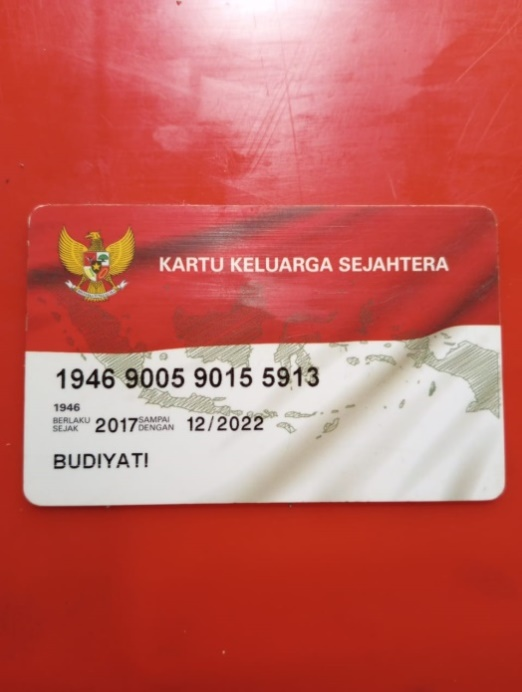 KARTU KELUARGA SEJAHTERA
1946 9005 9015 5913
1946
BERLAKU SEJAK 2017 SAMPAI DENGAN 12/2022
BUDIYATI